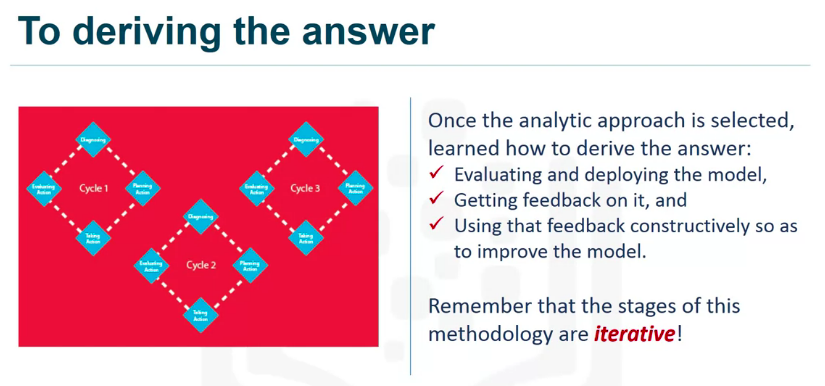 To deriving the answer
Diagnosing
Evaluating
Action
Cycle 1
Planning
Action
Taking
Action
Diagnosing
Evaluating
Action
Cycle 2
Planning
Action
Taking
Action
Diagnosing
Evaluating
Action
Cycle 3
Planning
Action
Taking
Action
Once the analytic approach is selected,
learned how to derive the answer:
✓ Evaluating and deploying the model,
✓ Getting feedback on it, and
✓ Using that feedback constructively so as
to improve the model.
Remember that the stages of this
methodology are iterative!